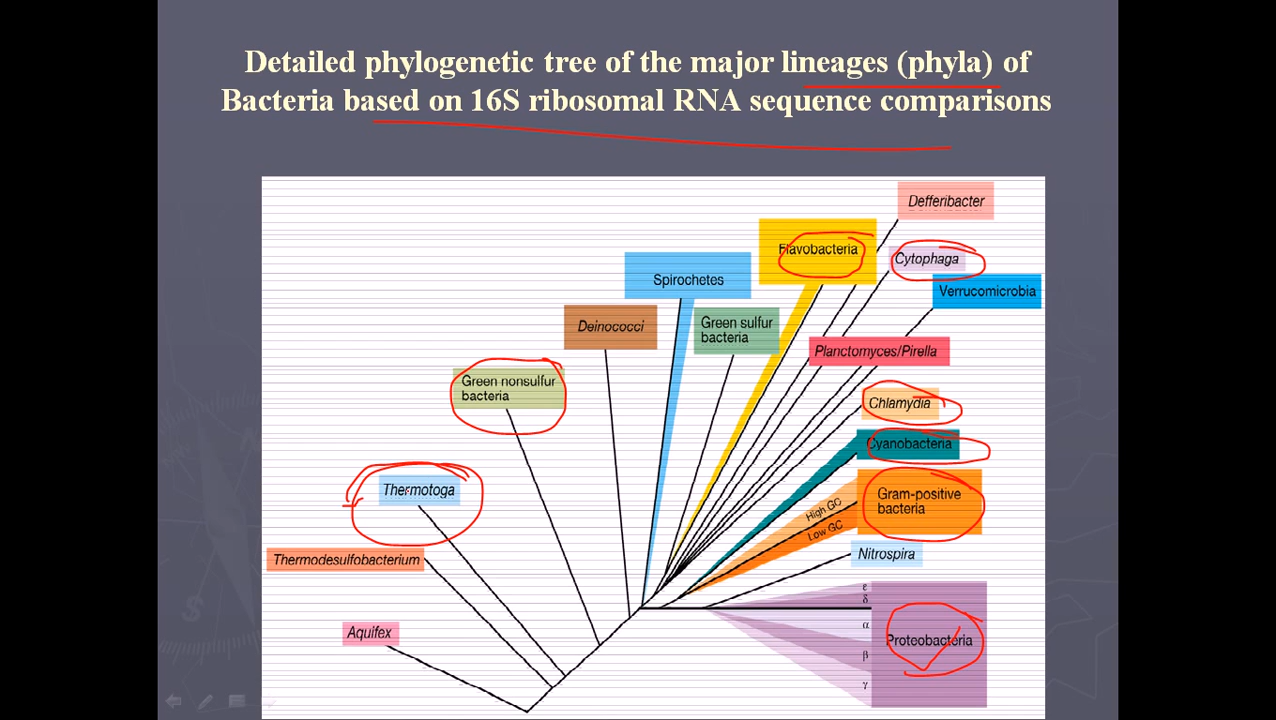 Detailed phylogenetic tree of the major lineages (phyla) of
Bacteria based on 16S ribosomal RNA sequence comparisons
Defferibacter
Flavobacteria
Cytophaga
Spirochetes
Verrucomicrobia
Deinococci
Green sulfur
bacteria
Planctomyces/Pirella
Green nonsulfur
bacteria
Chlamydia
Cyanobacteria
Thermotoga
Gram-positive
bacteria
High GC
Low GC
Thermodesulfobacterium
Nitrospira
ε
δ
α
Aquifex
Proteobacteria
β
γ
S